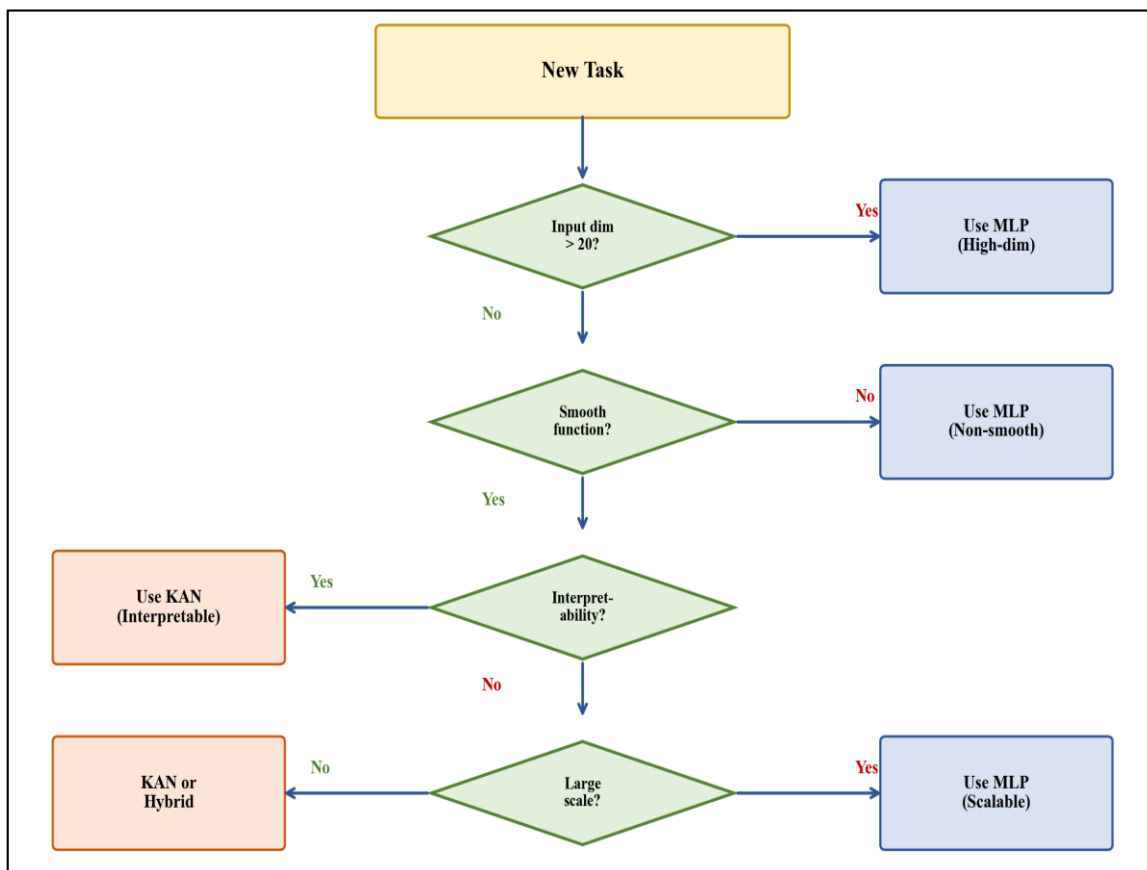 New Task
Input dim
> 20?
Yes
Use MLP
(High-dim)
No
Smooth
function?
No
Use MLP
(Non-smooth)
Yes
Use KAN
(Interpretable)
Yes
Interpret-
ability?
No
KAN or
Hybrid
No
Large
scale?
Yes
Use MLP
(Scalable)